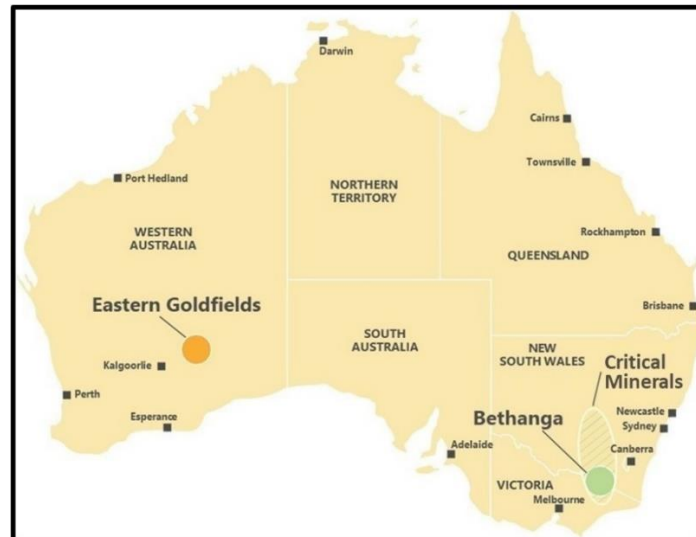 Darwin
Cairns
Townsville
Port Hedland
NORTHERN
TERRITORY
WESTERN
AUSTRALIA
Rockhampton
QUEENSLAND
Eastern Goldfields
Brisbane
SOUTH
AUSTRALIA
NEW
SOUTH WALES
Critical
Minerals
Kalgoorlie
Perth
Newcastle
Bethanga
Sydney
Esperance
Adelaide
Canberra
VICTORIA
Melbourne